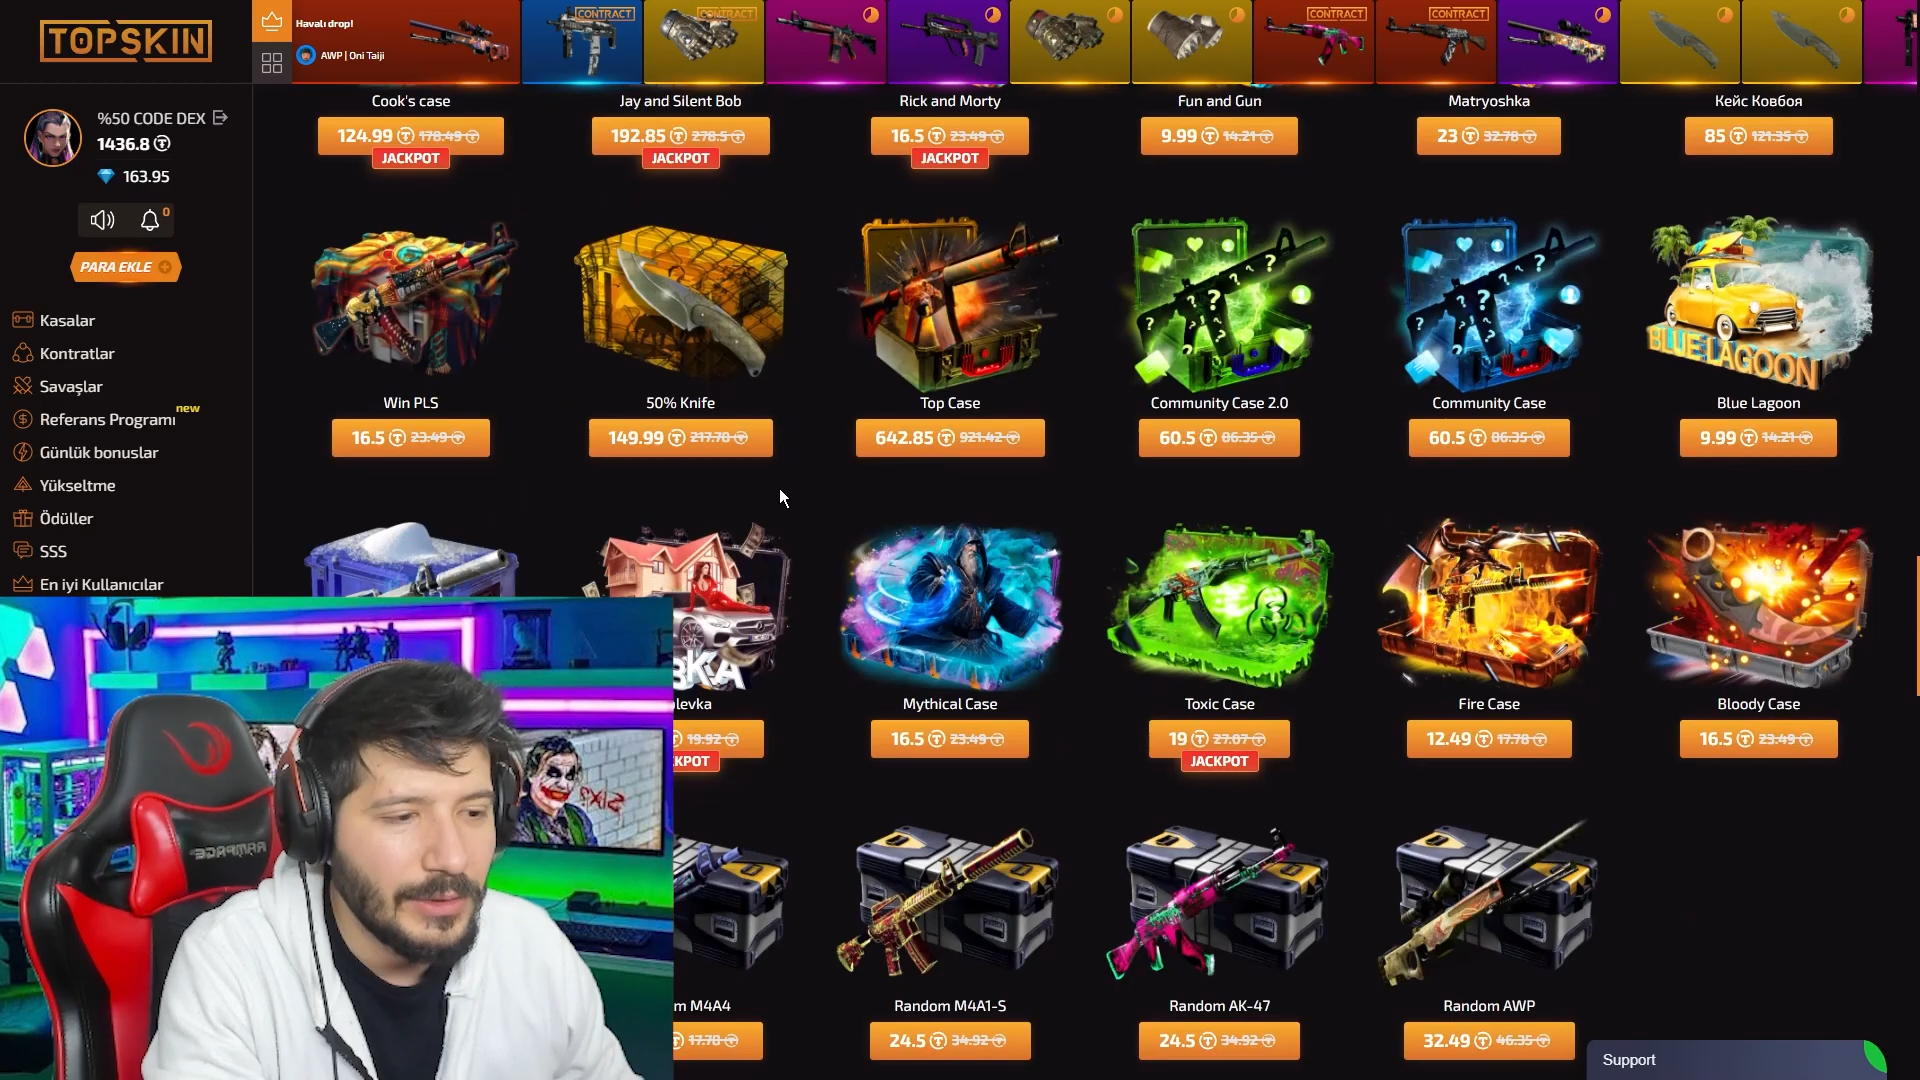 TOPSKIN
Havalı drop!
AWP | Oni Taiji
CONTRACT
CONTRACT
CONTRACT
CONTRACT
%50 CODE DEX
1436.8
163.95
0
PARA EKLE
Kasalar
Kontratlar
Savaşlar
Referans Programı new
Günlük bonuslar
Yükseltme
Ödüller
SSS
En iyi Kullanıcılar
Cook's case
124.99 178.49
JACKPOT
Jay and Silent Bob
192.85 278.5
JACKPOT
Rick and Morty
16.5 23.49
JACKPOT
Fun and Gun
9.99 14.21
Matryoshka
23 32.78
Кейс Ковбоя
85 121.35
Win PLS
16.5 23.49
50% Knife
149.99 217.78
Top Case
642.85 921.42
Community Case 2.0
60.5 86.35
Community Case
60.5 86.35
BLUE LAGOON
Blue Lagoon
9.99 14.21
ВКА
levka
19.92
KPOT
Mythical Case
16.5 23.49
Toxic Case
19 27.07
JACKPOT
Fire Case
12.49 17.78
Bloody Case
16.5 23.49
m M4A4
17.78
Random M4A1-S
24.5 34.92
Random AK-47
24.5 34.92
Random AWP
32.49 46.35
RAMPAGE
Support